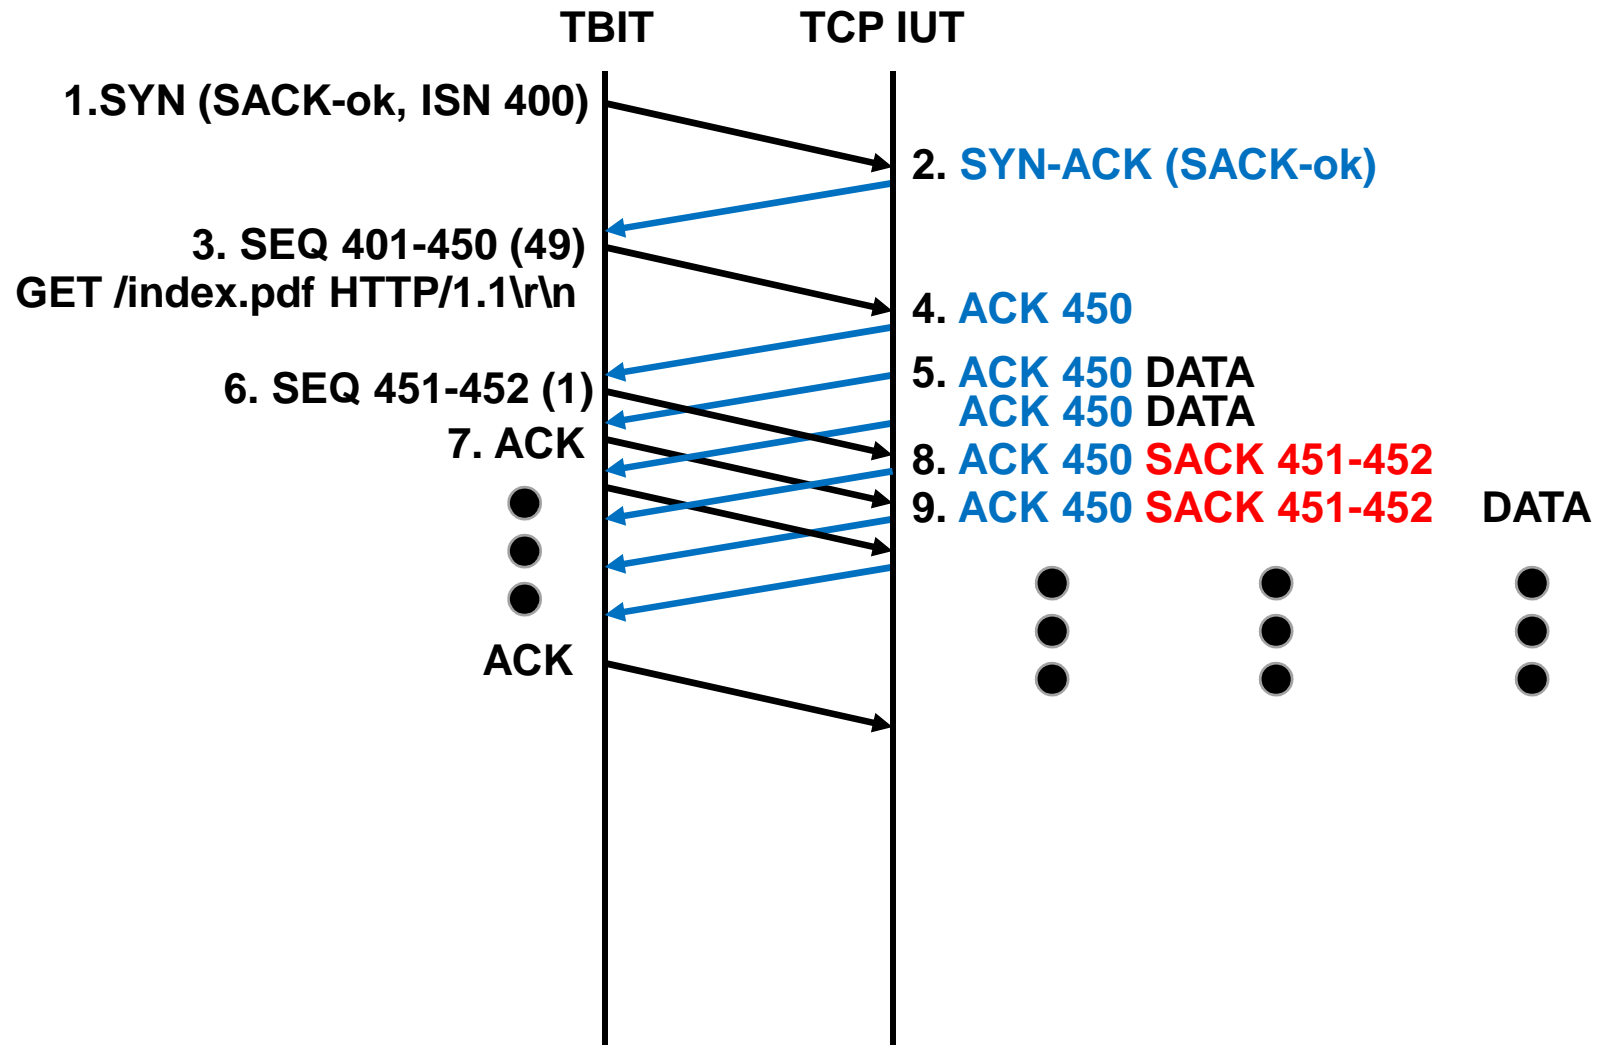 TBIT TCP IUT
1.SYN (SACK-ok, ISN 400)
2. SYN-ACK (SACK-ok)
3. SEQ 401-450 (49)
GET /index.pdf HTTP/1.1\r\n
4. ACK 450
5. ACK 450 DATA
6. SEQ 451-452 (1)
ACK 450 DATA
7. ACK
8. ACK 450 SACK 451-452
9. ACK 450 SACK 451-452 DATA
ACK